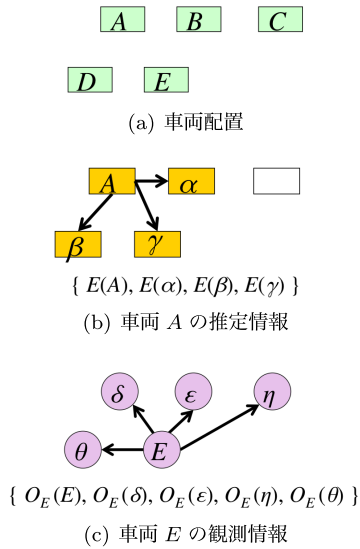 A B C
D E
(a) 車両配置
A α
β γ
{ E(A), E(α), E(β), E(γ) }
(b) 車両 A の推定情報
δ ε η
θ E
{ O_E(E), O_E(δ), O_E(ε), O_E(η), O_E(θ) }
(c) 車両 E の観測情報